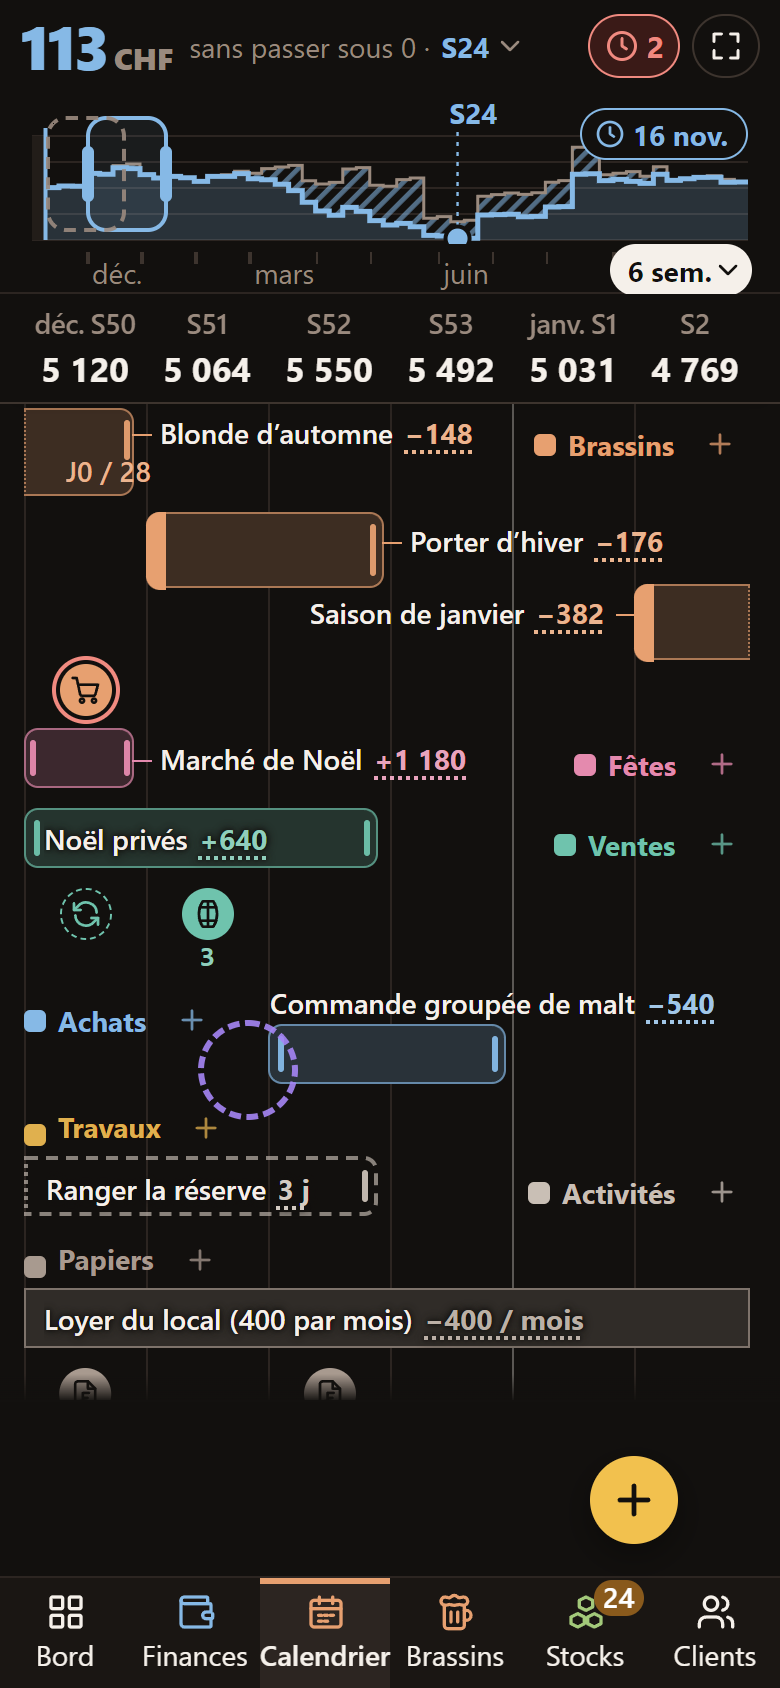 113 CHF sans passer sous 0 · S24
2
S24
16 nov.
déc. mars juin
6 sem.
déc. S50 S51 S52 S53 janv. S1 S2
5 120 5 064 5 550 5 492 5 031 4 769
Blonde d’automne −148
Brassins +
J0 / 28
Porter d’hiver −176
Saison de janvier −382
Marché de Noël +1 180
Fêtes +
Noël privés +640
Ventes +
3
Commande groupée de malt −540
Achats +
Travaux +
Ranger la réserve 3 j
Activités +
Papiers +
Loyer du local (400 par mois) −400 / mois
+
24
Bord Finances Calendrier Brassins Stocks Clients